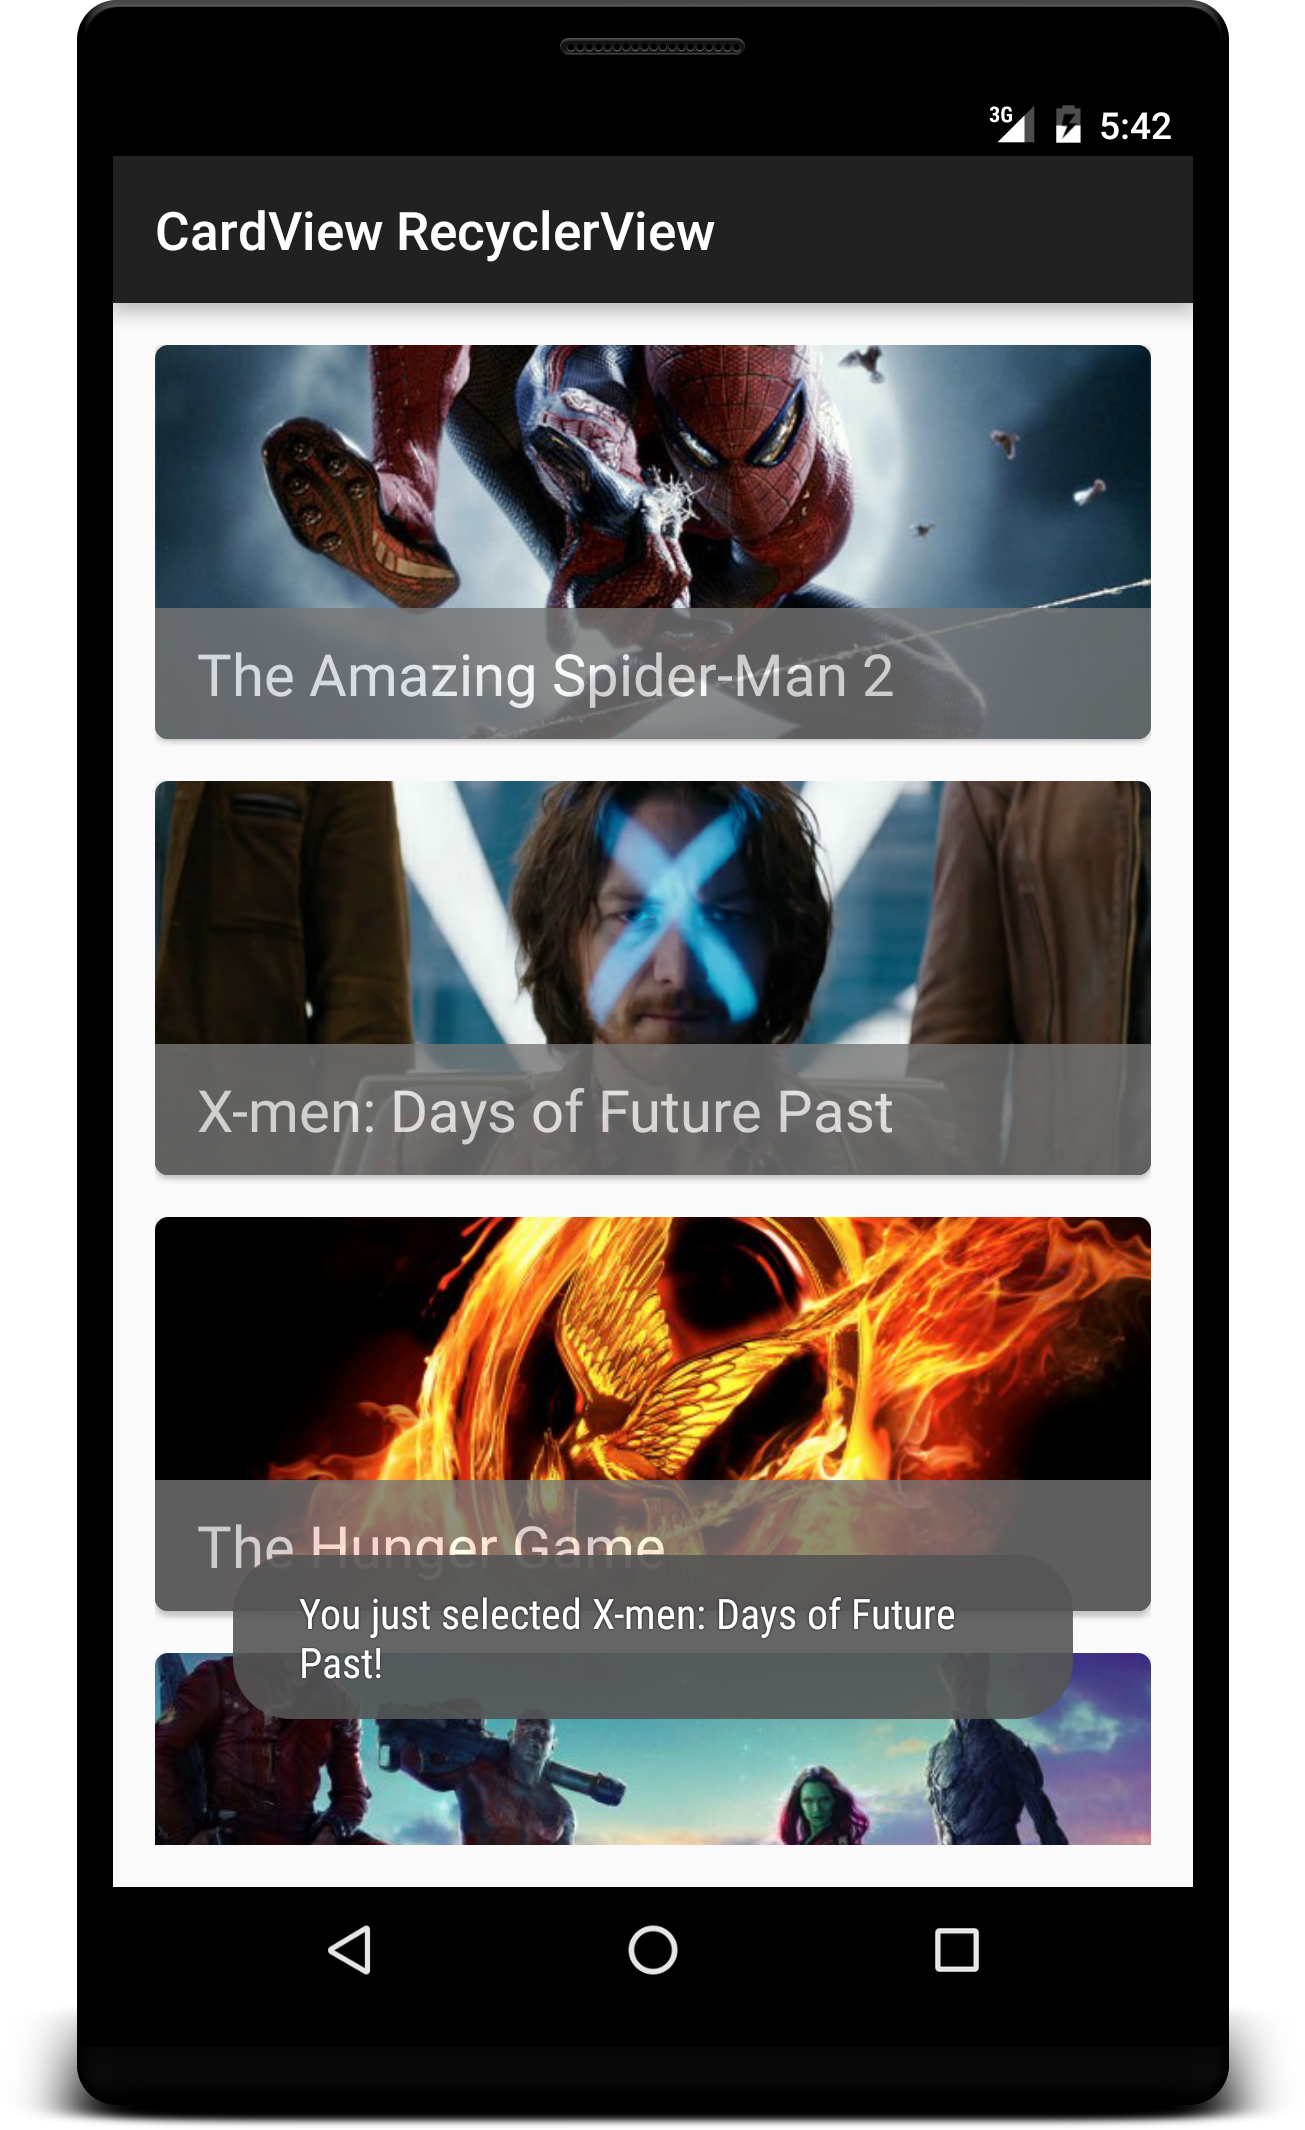 3G 5:42
CardView RecyclerView
The Amazing Spider-Man 2
X-men: Days of Future Past
The Hunger Game
You just selected X-men: Days of Future
Past!